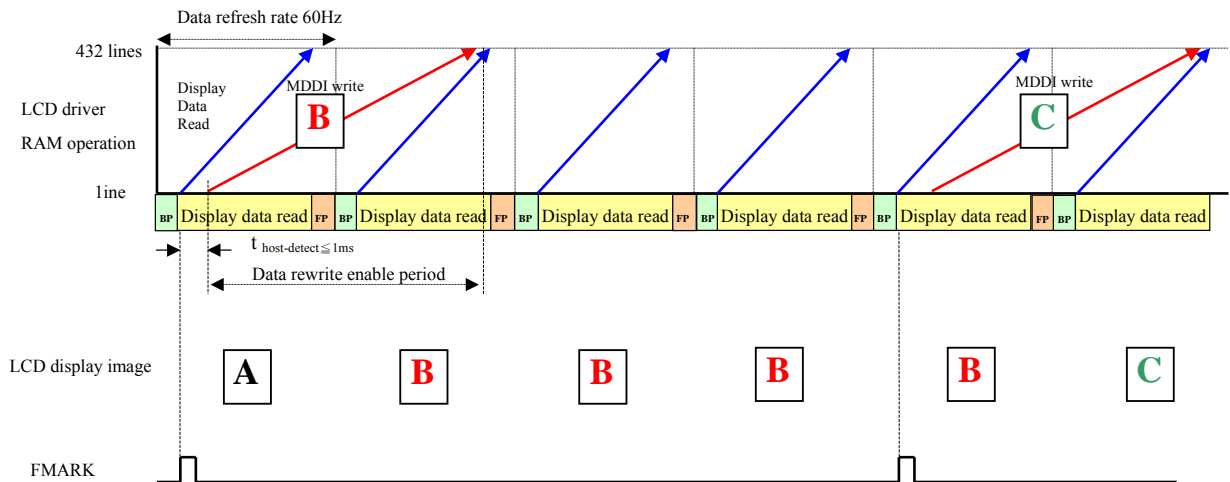 Data refresh rate 60Hz
432 lines
Display
Data
Read
MDDI write
B
MDDI write
C
LCD driver
RAM operation
1line
BP Display data read FP BP Display data read FP BP Display data read FP BP Display data read FP BP Display data read FP BP Display data read
t host-detect≦1ms
Data rewrite enable period
LCD display image
A B B B B C
FMARK